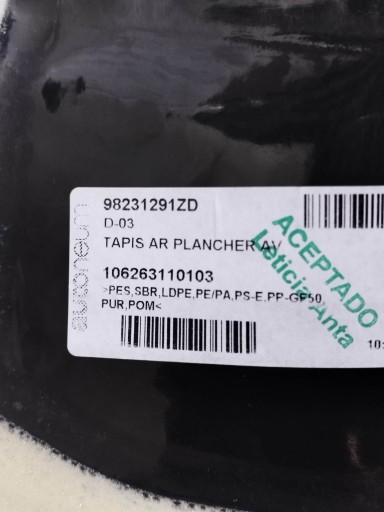 autoneum
98231291ZD
D-03
TAPIS AR PLANCHER AV
106263110103
>PES,SBR,LDPE,PE/PA,PS-E,PP-GF50,
PUR,POM<
ACEPTADO
Leticia Anta
10: